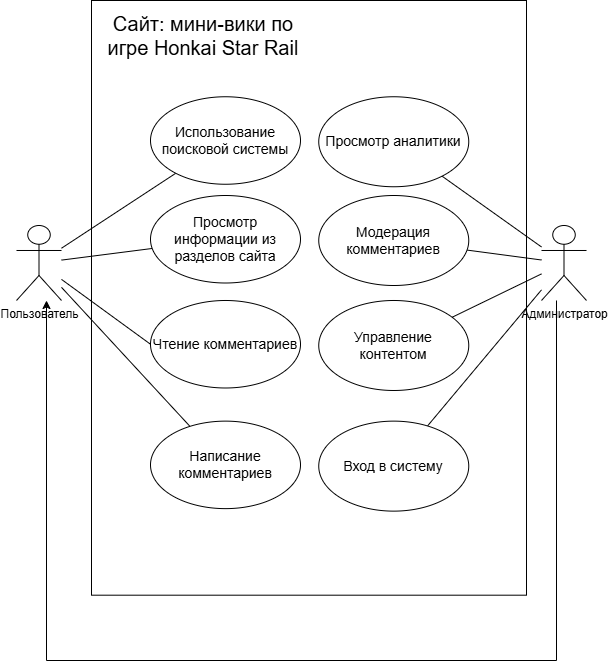 Сайт: мини-вики по
игре Honkai Star Rail
Использование
поисковой системы
Просмотр аналитики
Просмотр
информации из
разделов сайта
Модерация
комментариев
Пользователь
Администратор
Чтение комментариев
Управление
контентом
Написание
комментариев
Вход в систему